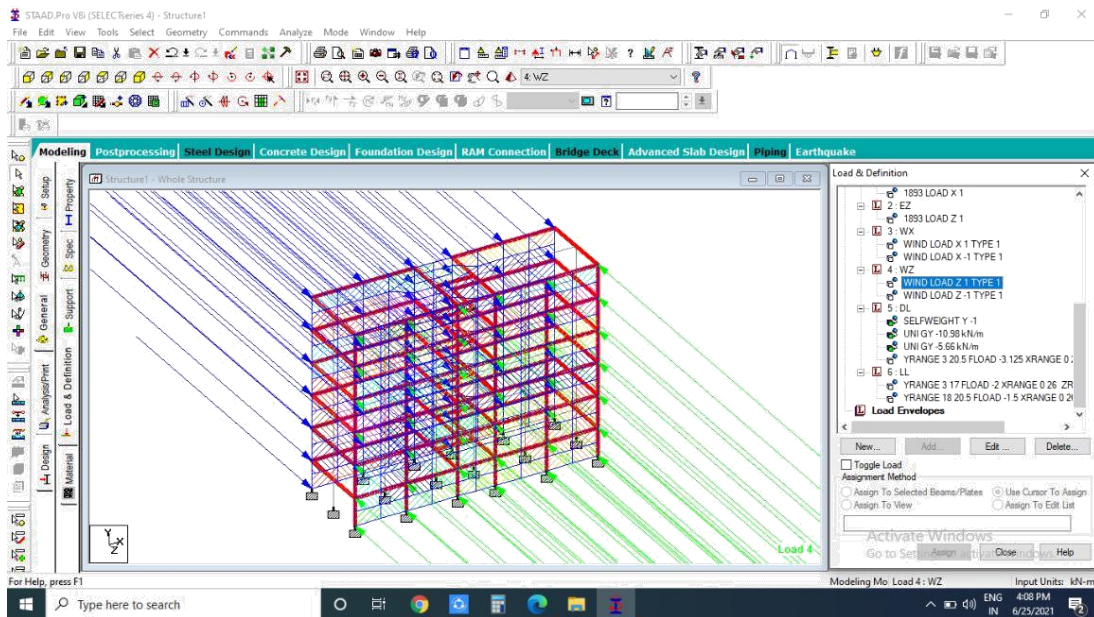 STAAD.Pro V8i (SELECTseries 4) - Structure1
File Edit View Tools Select Geometry Commands Analyze Mode Window Help
4: WZ
Modeling Postprocessing Steel Design Concrete Design Foundation Design RAM Connection Bridge Deck Advanced Slab Design Piping Earthquake
Setup
Geometry
General
Analysis/Print
Design
Property
Spec
Support
Load & Definition
Material
Structure1 - Whole Structure
Y
X
Z
Load 4
Load & Definition
1893 LOAD X 1
2 : EZ
1893 LOAD Z 1
3 : WX
WIND LOAD X 1 TYPE 1
WIND LOAD X -1 TYPE 1
4 : WZ
WIND LOAD Z 1 TYPE 1
WIND LOAD Z -1 TYPE 1
5 : DL
SELFWEIGHT Y -1
UNI GY -10.98 kN/m
UNI GY -5.66 kN/m
YRANGE 3 20.5 FLOAD -3.125 XRANGE 0
6 : LL
YRANGE 3 17 FLOAD -2 XRANGE 0 26 ZR
YRANGE 18 20.5 FLOAD -1.5 XRANGE 0 26
Load Envelopes
New... Add... Edit ... Delete...
Toggle Load
Assignment Method
Assign To Selected Beams/Plates Use Cursor To Assign
Assign To View Assign To Edit List
Activate Windows
Assign Close Help
For Help, press F1
Modeling Mo Load 4 : WZ Input Units: kN-m
Type here to search
ENG 4:08 PM
IN 6/25/2021
2